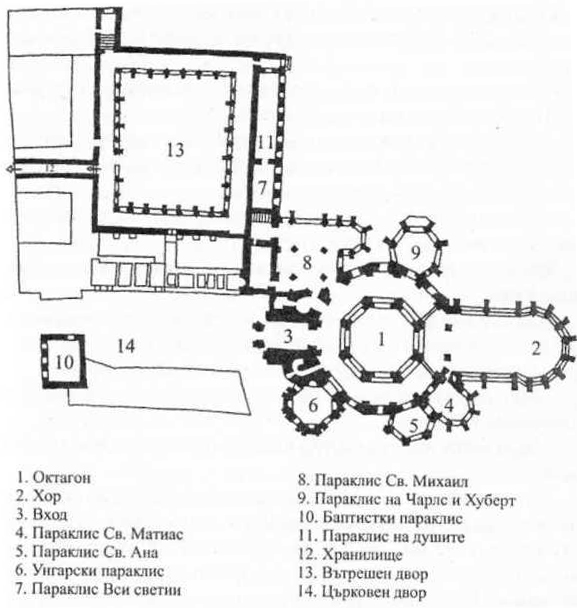 13
11
12
7
8
9
3
1
2
10
14
6
4
5
1. Октагон
2. Хор
3. Вход
4. Параклис Св. Матиас
5. Параклис Св. Ана
6. Унгарски параклис
7. Параклис Вси светии
8. Параклис Св. Михаил
9. Параклис на Чарлс и Хуберт
10. Баптистки параклис
11. Параклис на душите
12. Хранилище
13. Вътрешен двор
14. Църковен двор